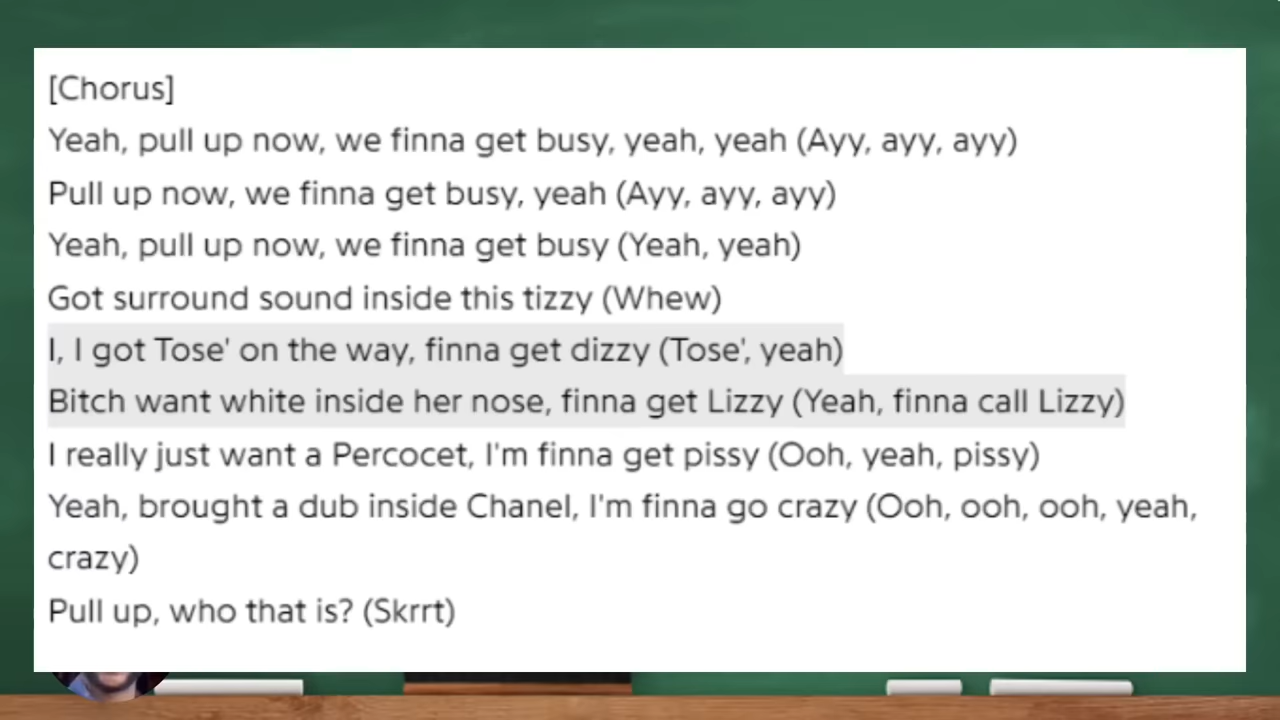 [Chorus]
Yeah, pull up now, we finna get busy, yeah, yeah (Ayy, ayy, ayy)
Pull up now, we finna get busy, yeah (Ayy, ayy, ayy)
Yeah, pull up now, we finna get busy (Yeah, yeah)
Got surround sound inside this tizzy (Whew)
I, I got Tose' on the way, finna get dizzy (Tose', yeah)
Bitch want white inside her nose, finna get Lizzy (Yeah, finna call Lizzy)
I really just want a Percocet, I'm finna get pissy (Ooh, yeah, pissy)
Yeah, brought a dub inside Chanel, I'm finna go crazy (Ooh, ooh, ooh, yeah,
crazy)
Pull up, who that is? (Skrrt)